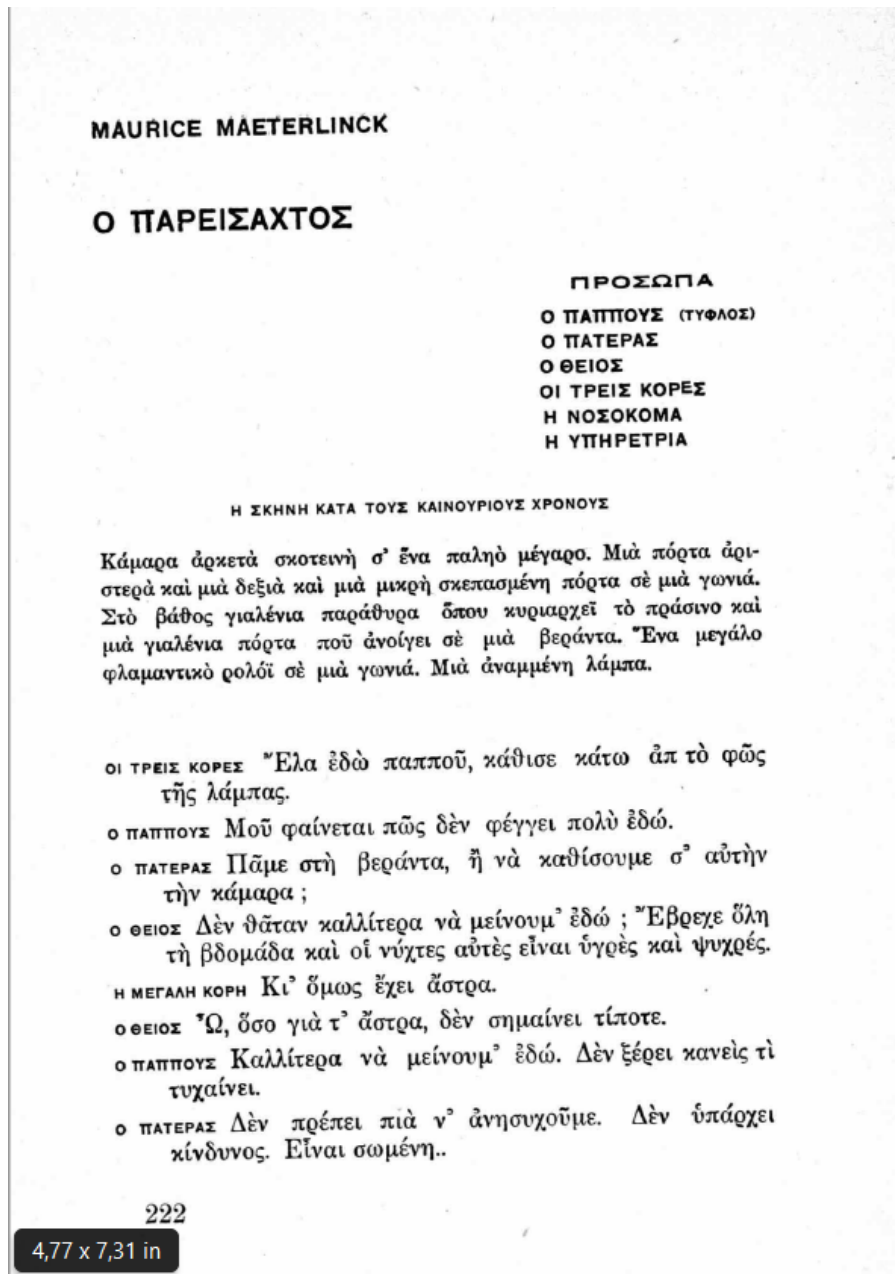 MAURICE MAETERLINCK
Ο ΠΑΡΕΙΣΑΧΤΟΣ
ΠΡΟΣΩΠΑ
Ο ΠΑΠΠΟΥΣ (ΤΥΦΛΟΣ)
Ο ΠΑΤΕΡΑΣ
Ο ΘΕΙΟΣ
ΟΙ ΤΡΕΙΣ ΚΟΡΕΣ
Η ΝΟΣΟΚΟΜΑ
Η ΥΠΗΡΕΤΡΙΑ
Η ΣΚΗΝΗ ΚΑΤΑ ΤΟΥΣ ΚΑΙΝΟΥΡΙΟΥΣ ΧΡΟΝΟΥΣ
Κάμαρα ἀρκετὰ σκοτεινὴ σ' ἕνα παληὸ μέγαρο. Μιὰ πόρτα ἀρι-
στερὰ καὶ μιὰ δεξιὰ καὶ μιὰ μικρὴ σκεπασμένη πόρτα σὲ μιὰ γωνιά.
Στὸ βάθος γιαλένια παράθυρα ὅπου κυριαρχεῖ τὸ πράσινο καὶ
μιὰ γιαλένια πόρτα ποῦ ἀνοίγει σὲ μιὰ βεράντα. Ἕνα μεγάλο
φλαμαντικὸ ρολόϊ σὲ μιὰ γωνιά. Μιὰ ἀναμμένη λάμπα.
ΟΙ ΤΡΕΙΣ ΚΟΡΕΣ Ἔλα ἐδὼ παπποῦ, κάθισε κάτω ἀπ τὸ φῶς
τῆς λάμπας.
Ο ΠΑΠΠΟΥΣ Μοῦ φαίνεται πῶς δὲν φέγγει πολὺ ἐδώ.
Ο ΠΑΤΕΡΑΣ Πᾶμε στὴ βεράντα, ἢ νὰ καθίσουμε σ' αὐτὴν
τὴν κάμαρα ;
Ο ΘΕΙΟΣ Δὲν θᾶταν καλλίτερα νὰ μείνουμ' ἐδώ ; Ἔβρεχε ὅλη
τὴ βδομάδα καὶ οἱ νύχτες αὐτὲς εἶναι ὑγρὲς καὶ ψυχρές.
Η ΜΕΓΑΛΗ ΚΟΡΗ Κι' ὅμως ἔχει ἄστρα.
Ο ΘΕΙΟΣ Ὦ, ὅσο γιὰ τ' ἄστρα, δὲν σημαίνει τίποτε.
Ο ΠΑΠΠΟΥΣ Καλλίτερα νὰ μείνουμ' ἐδώ. Δὲν ξέρει κανεὶς τὶ
τυχαίνει.
Ο ΠΑΤΕΡΑΣ Δὲν πρέπει πιὰ ν' ἀνησυχοῦμε. Δὲν ὑπάρχει
κίνδυνος. Εἶναι σωμένη..
222
4,77 x 7,31 in